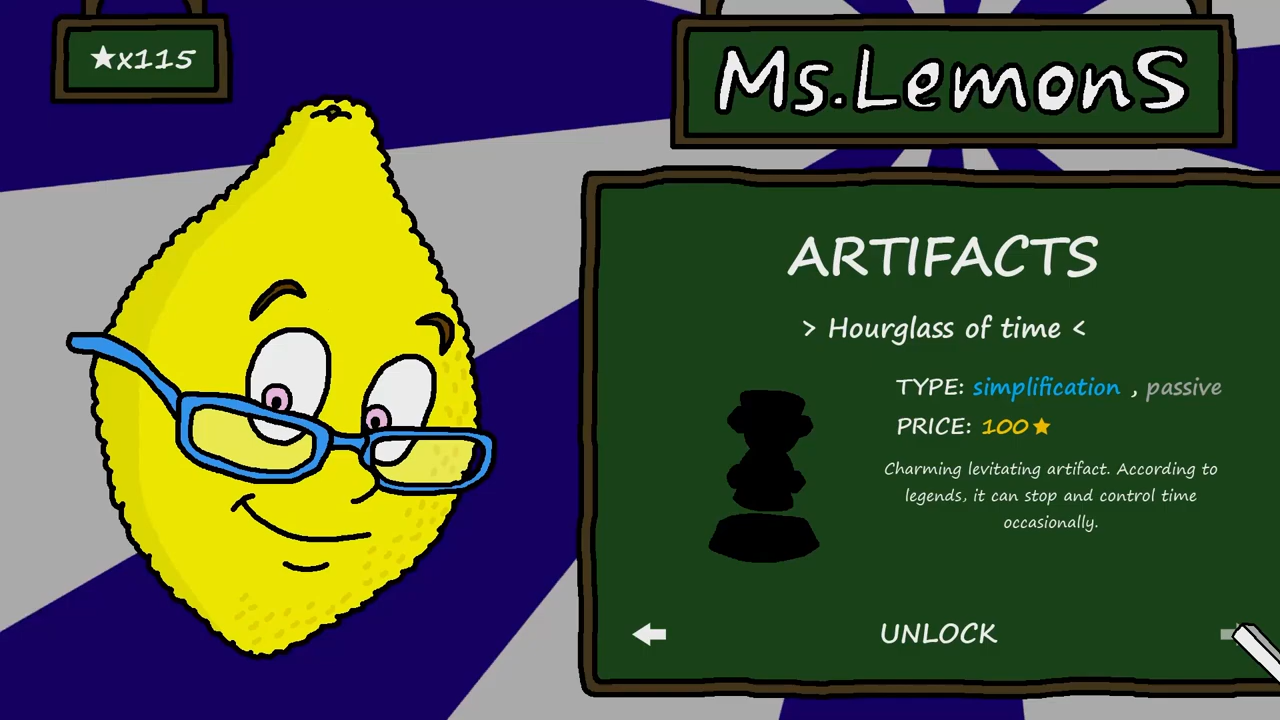 ★x115
Ms.LemonS
ARTIFACTS
> Hourglass of time <
TYPE: simplification , passive
PRICE: 100★
Charming levitating artifact. According to
legends, it can stop and control time
occasionally.
UNLOCK